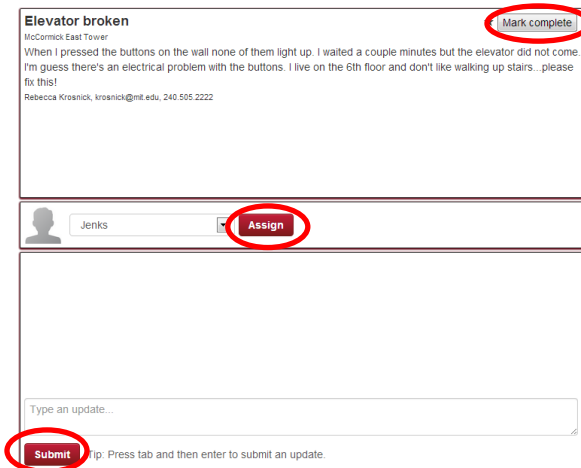 Elevator broken
Mark complete
McCormick East Tower
When I pressed the buttons on the wall none of them light up. I waited a couple minutes but the elevator did not come.
I'm guess there's an electrical problem with the buttons. I live on the 6th floor and don't like walking up stairs...please
fix this!
Rebecca Krosnick, krosnick@mit.edu, 240.505.2222
Jenks
Assign
Type an update...
Submit
Tip: Press tab and then enter to submit an update.